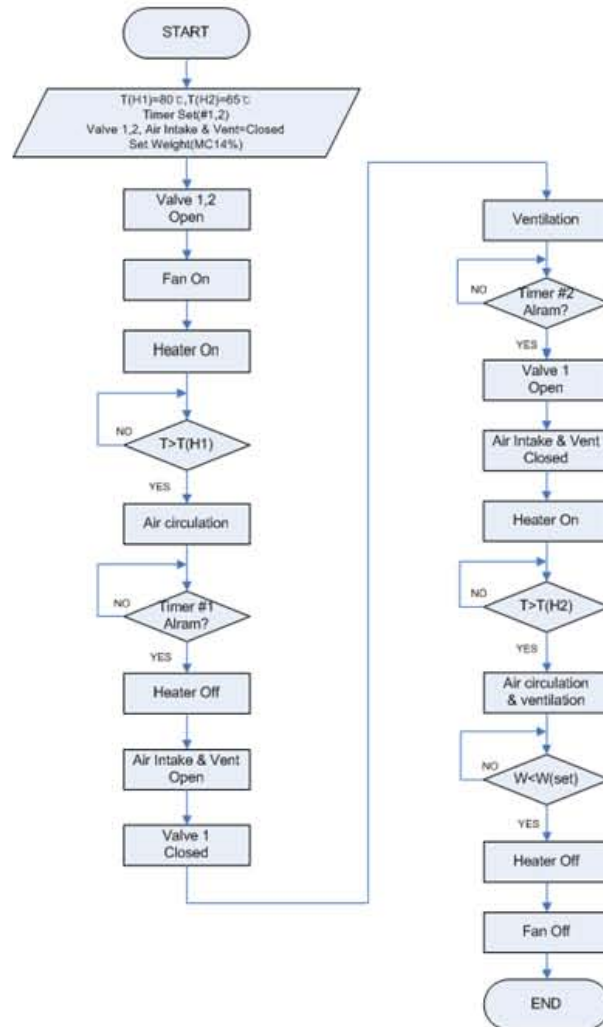 START
T(H1)=80℃,T(H2)=65℃
Timer Set(#1,2)
Valve 1,2, Air Intake & Vent=Closed
Set Weight(MC14%)
Valve 1,2
Open
Fan On
Heater On
NO
T>T(H1)
YES
Air circulation
NO
Timer #1
Alram?
YES
Heater Off
Air Intake & Vent
Open
Valve 1
Closed
Ventilation
NO
Timer #2
Alram?
YES
Valve 1
Open
Air Intake & Vent
Closed
Heater On
NO
T>T(H2)
YES
Air circulation
& ventilation
NO
W<W(set)
YES
Heater Off
Fan Off
END